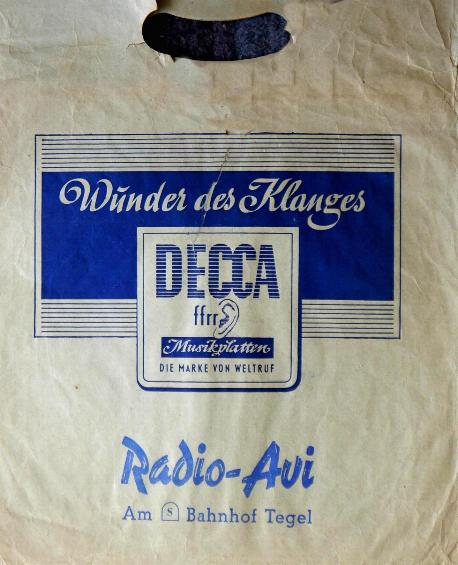 Wunder des Klanges
DECCA
ffrr
Musikplatten
DIE MARKE VON WELTRUF
Radio-Avi
Am S Bahnhof Tegel